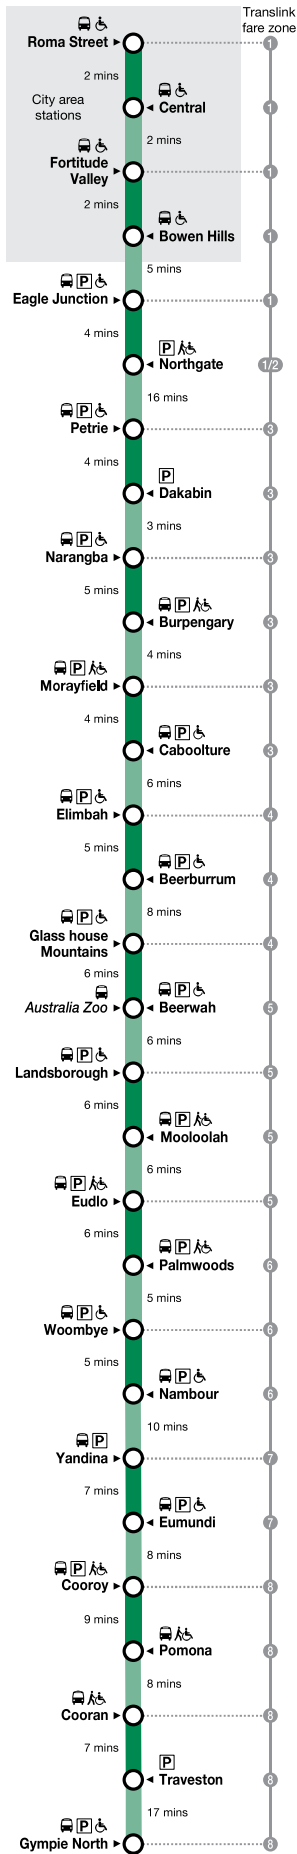 Translink
fare zone
Roma Street
1
2 mins
City area
stations
Central
1
2 mins
Fortitude
Valley
1
2 mins
Bowen Hills
1
5 mins
P
Eagle Junction
1
4 mins
P
Northgate
1/2
16 mins
P
Petrie
3
4 mins
P
Dakabin
3
3 mins
P
Narangba
3
5 mins
P
Burpengary
3
4 mins
P
Morayfield
3
4 mins
P
Caboolture
3
6 mins
P
Elimbah
4
5 mins
P
Beerburrum
4
8 mins
P
Glass house
Mountains
4
6 mins
P
Australia Zoo
Beerwah
5
6 mins
P
Landsborough
5
6 mins
P
Mooloolah
5
6 mins
P
Eudlo
5
6 mins
P
Palmwoods
6
5 mins
P
Woombye
6
5 mins
P
Nambour
6
10 mins
P
Yandina
7
7 mins
P
Eumundi
7
8 mins
P
Cooroy
8
9 mins
Pomona
8
8 mins
Cooran
8
7 mins
P
Traveston
8
17 mins
P
Gympie North
8